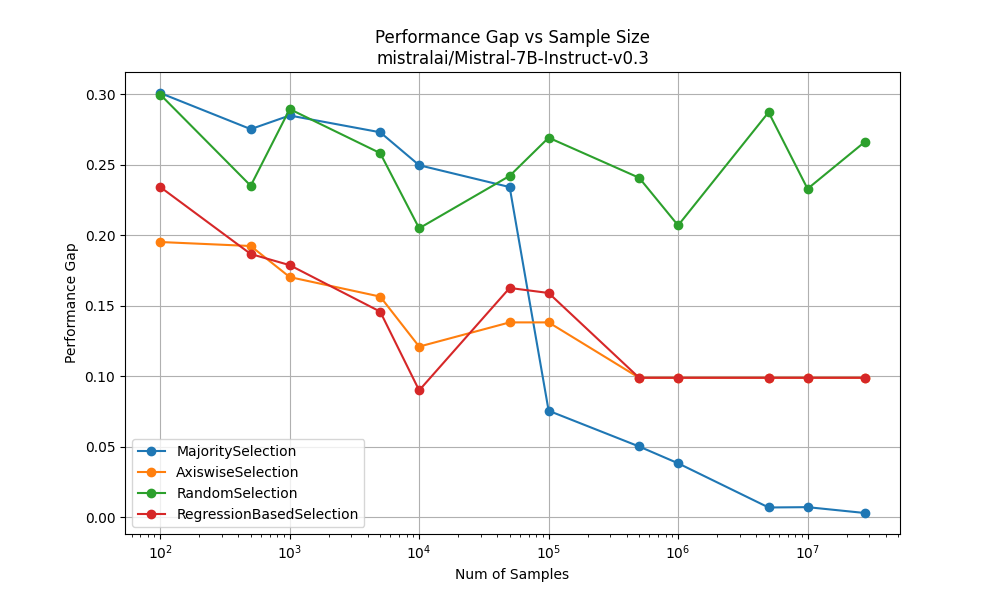 Performance Gap vs Sample Size
mistralai/Mistral-7B-Instruct-v0.3
Performance Gap
0.30
0.25
0.20
0.15
0.10
0.05
0.00
MajoritySelection
AxiswiseSelection
RandomSelection
RegressionBasedSelection
10² 10³ 10⁴ 10⁵ 10⁶ 10⁷
Num of Samples